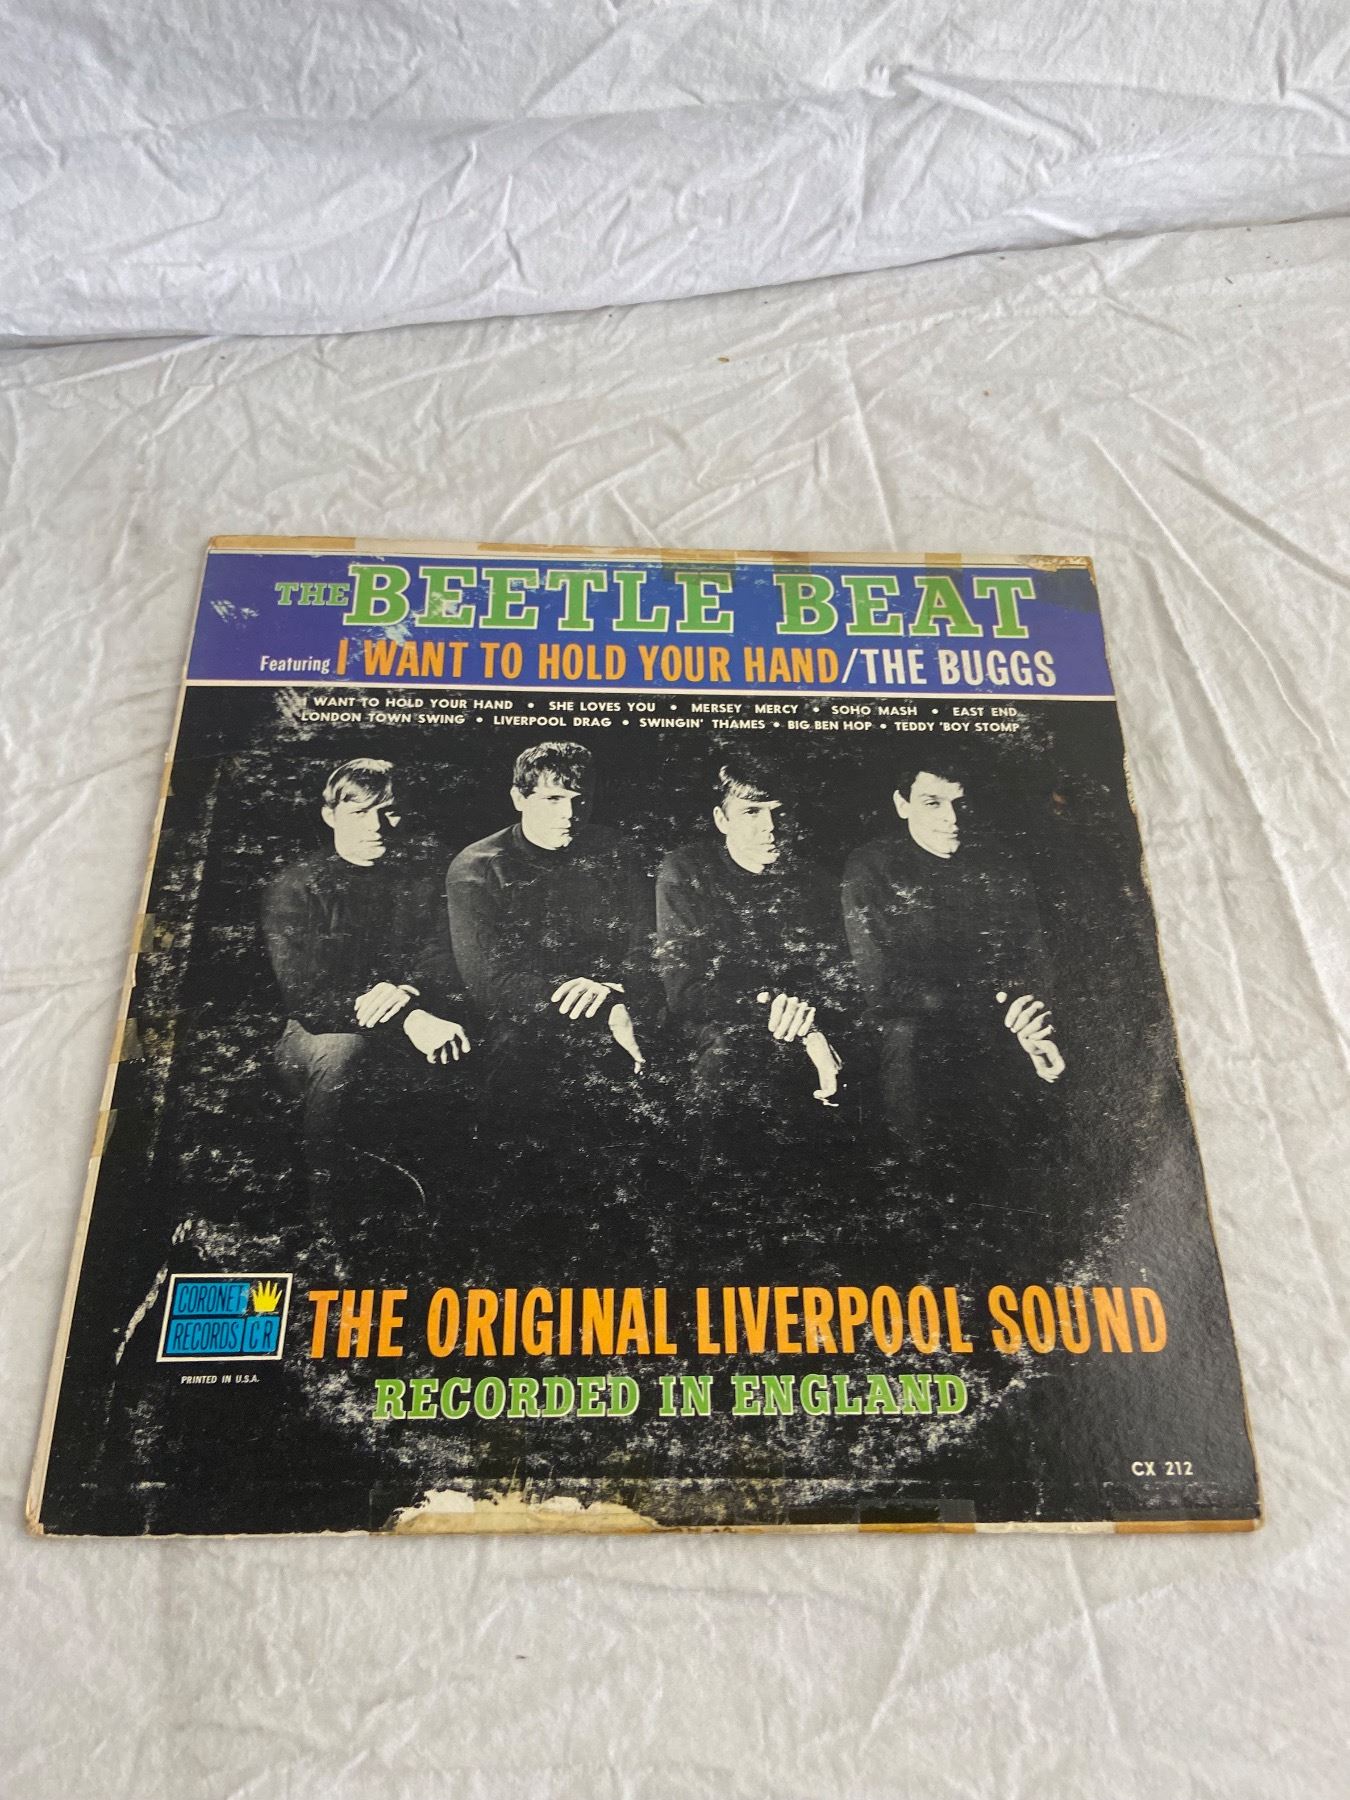 THE BEETLE BEAT
Featuring I WANT TO HOLD YOUR HAND/THE BUGGS
I WANT TO HOLD YOUR HAND • SHE LOVES YOU • MERSEY MERCY • SOHO MASH • EAST END
LONDON TOWN SWING • LIVERPOOL DRAG • SWINGIN' THAMES • BIG BEN HOP • TEDDY 'BOY STOMP
CORONET
RECORDS CR
PRINTED IN U.S.A.
THE ORIGINAL LIVERPOOL SOUND
RECORDED IN ENGLAND
CX 212